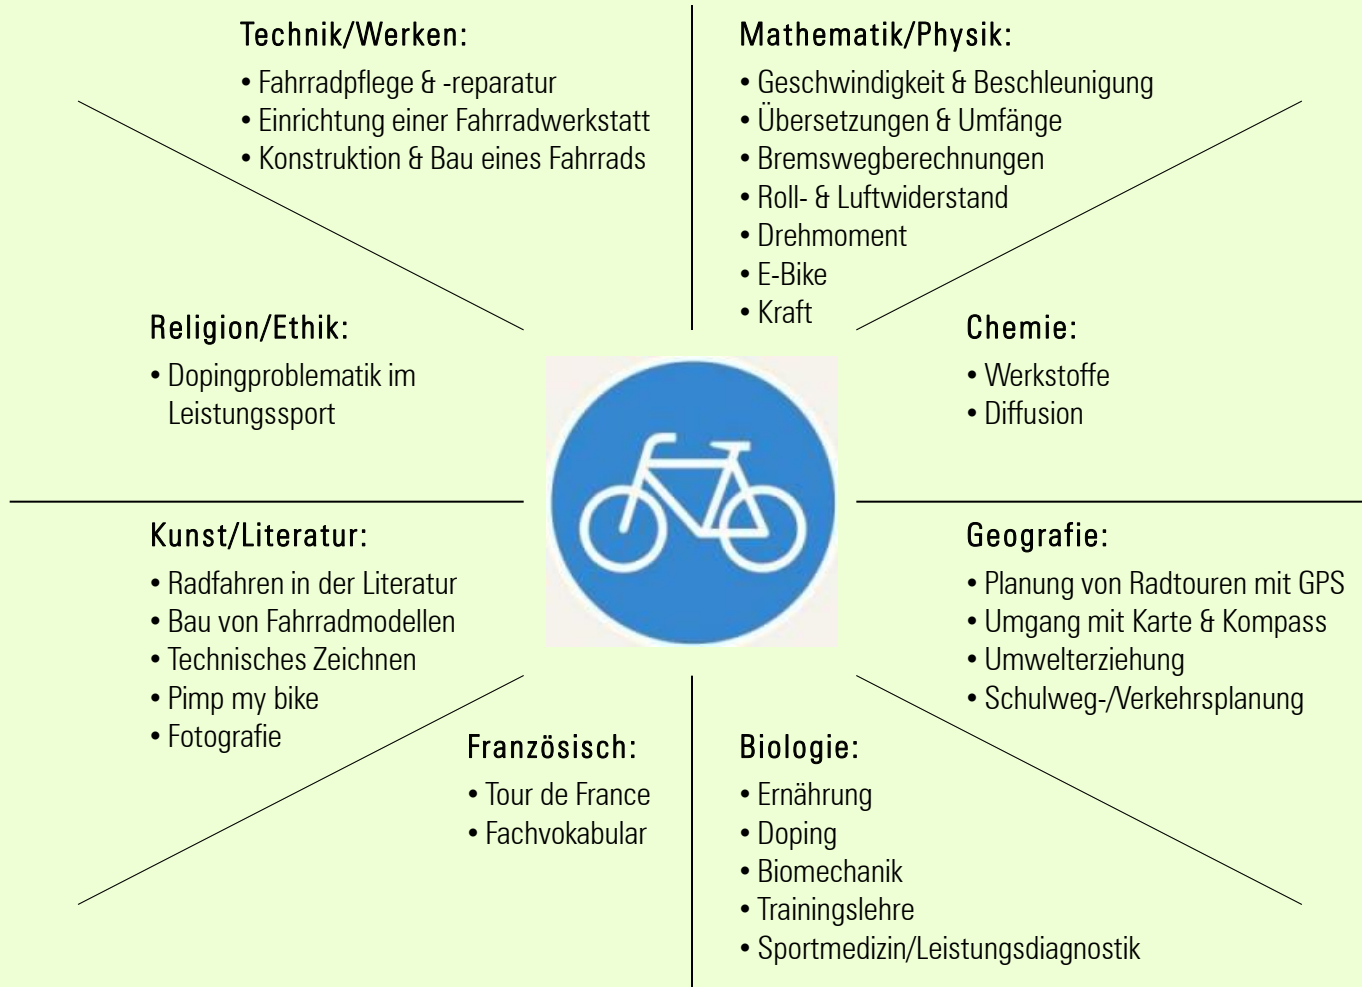 Technik/Werken:
• Fahrradpflege & -reparatur
• Einrichtung einer Fahrradwerkstatt
• Konstruktion & Bau eines Fahrrads
Mathematik/Physik:
• Geschwindigkeit & Beschleunigung
• Übersetzungen & Umfänge
• Bremswegberechnungen
• Roll- & Luftwiderstand
• Drehmoment
• E-Bike
• Kraft
Religion/Ethik:
• Dopingproblematik im
Leistungssport
Chemie:
• Werkstoffe
• Diffusion
Kunst/Literatur:
• Radfahren in der Literatur
• Bau von Fahrradmodellen
• Technisches Zeichnen
• Pimp my bike
• Fotografie
Geografie:
• Planung von Radtouren mit GPS
• Umgang mit Karte & Kompass
• Umwelterziehung
• Schulweg-/Verkehrsplanung
Französisch:
• Tour de France
• Fachvokabular
Biologie:
• Ernährung
• Doping
• Biomechanik
• Trainingslehre
• Sportmedizin/Leistungsdiagnostik